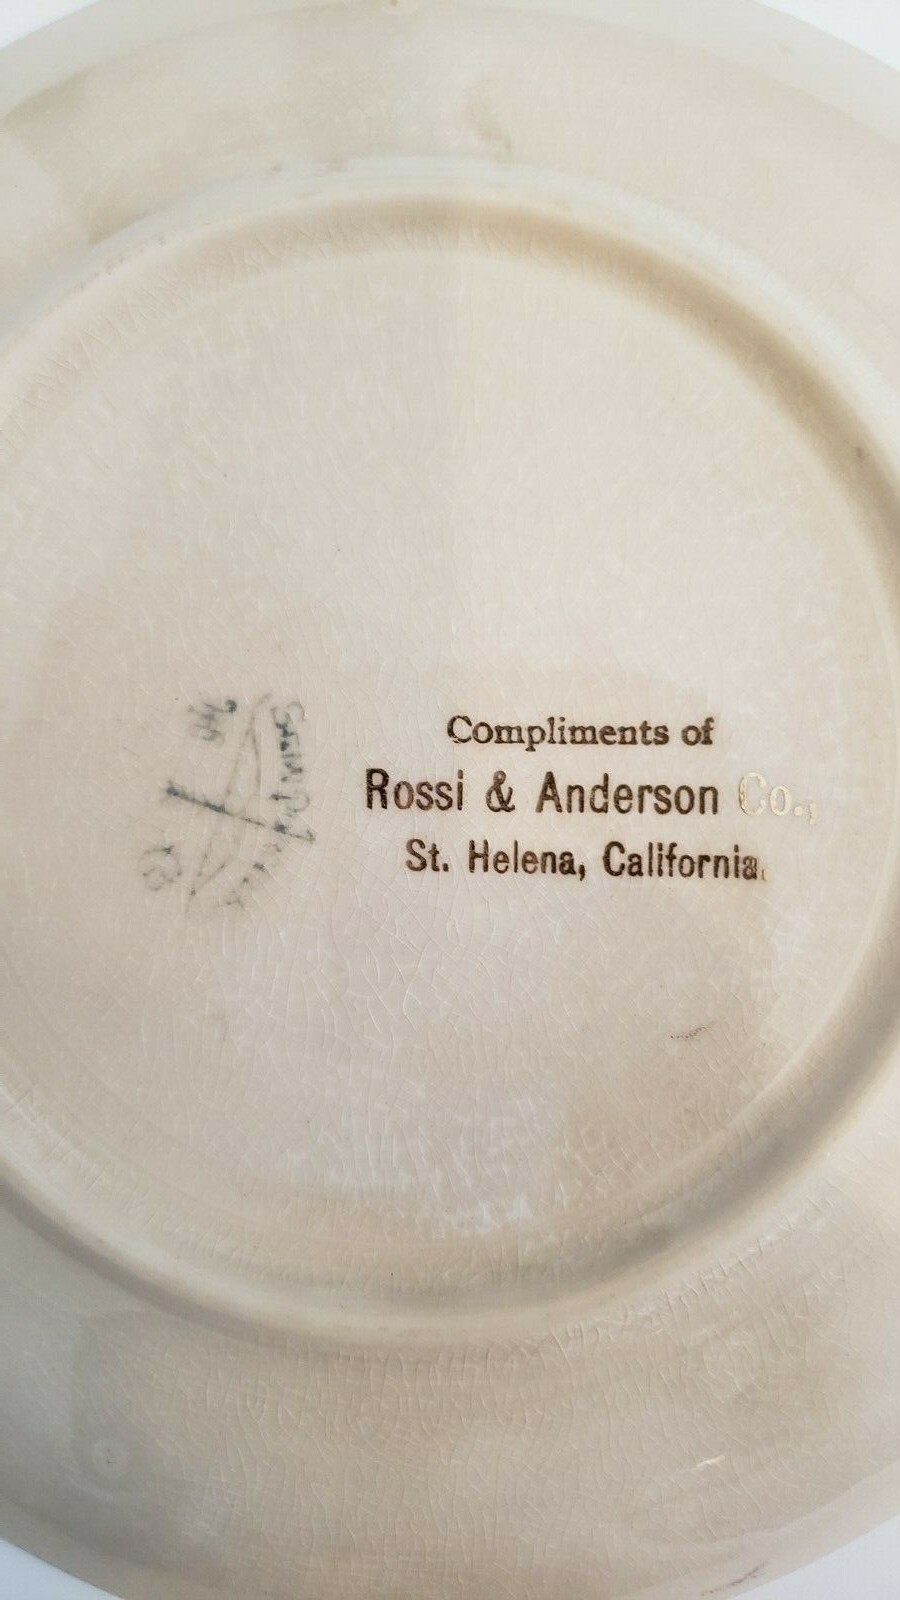 Compliments of
Rossi & Anderson Co.,
St. Helena, California.